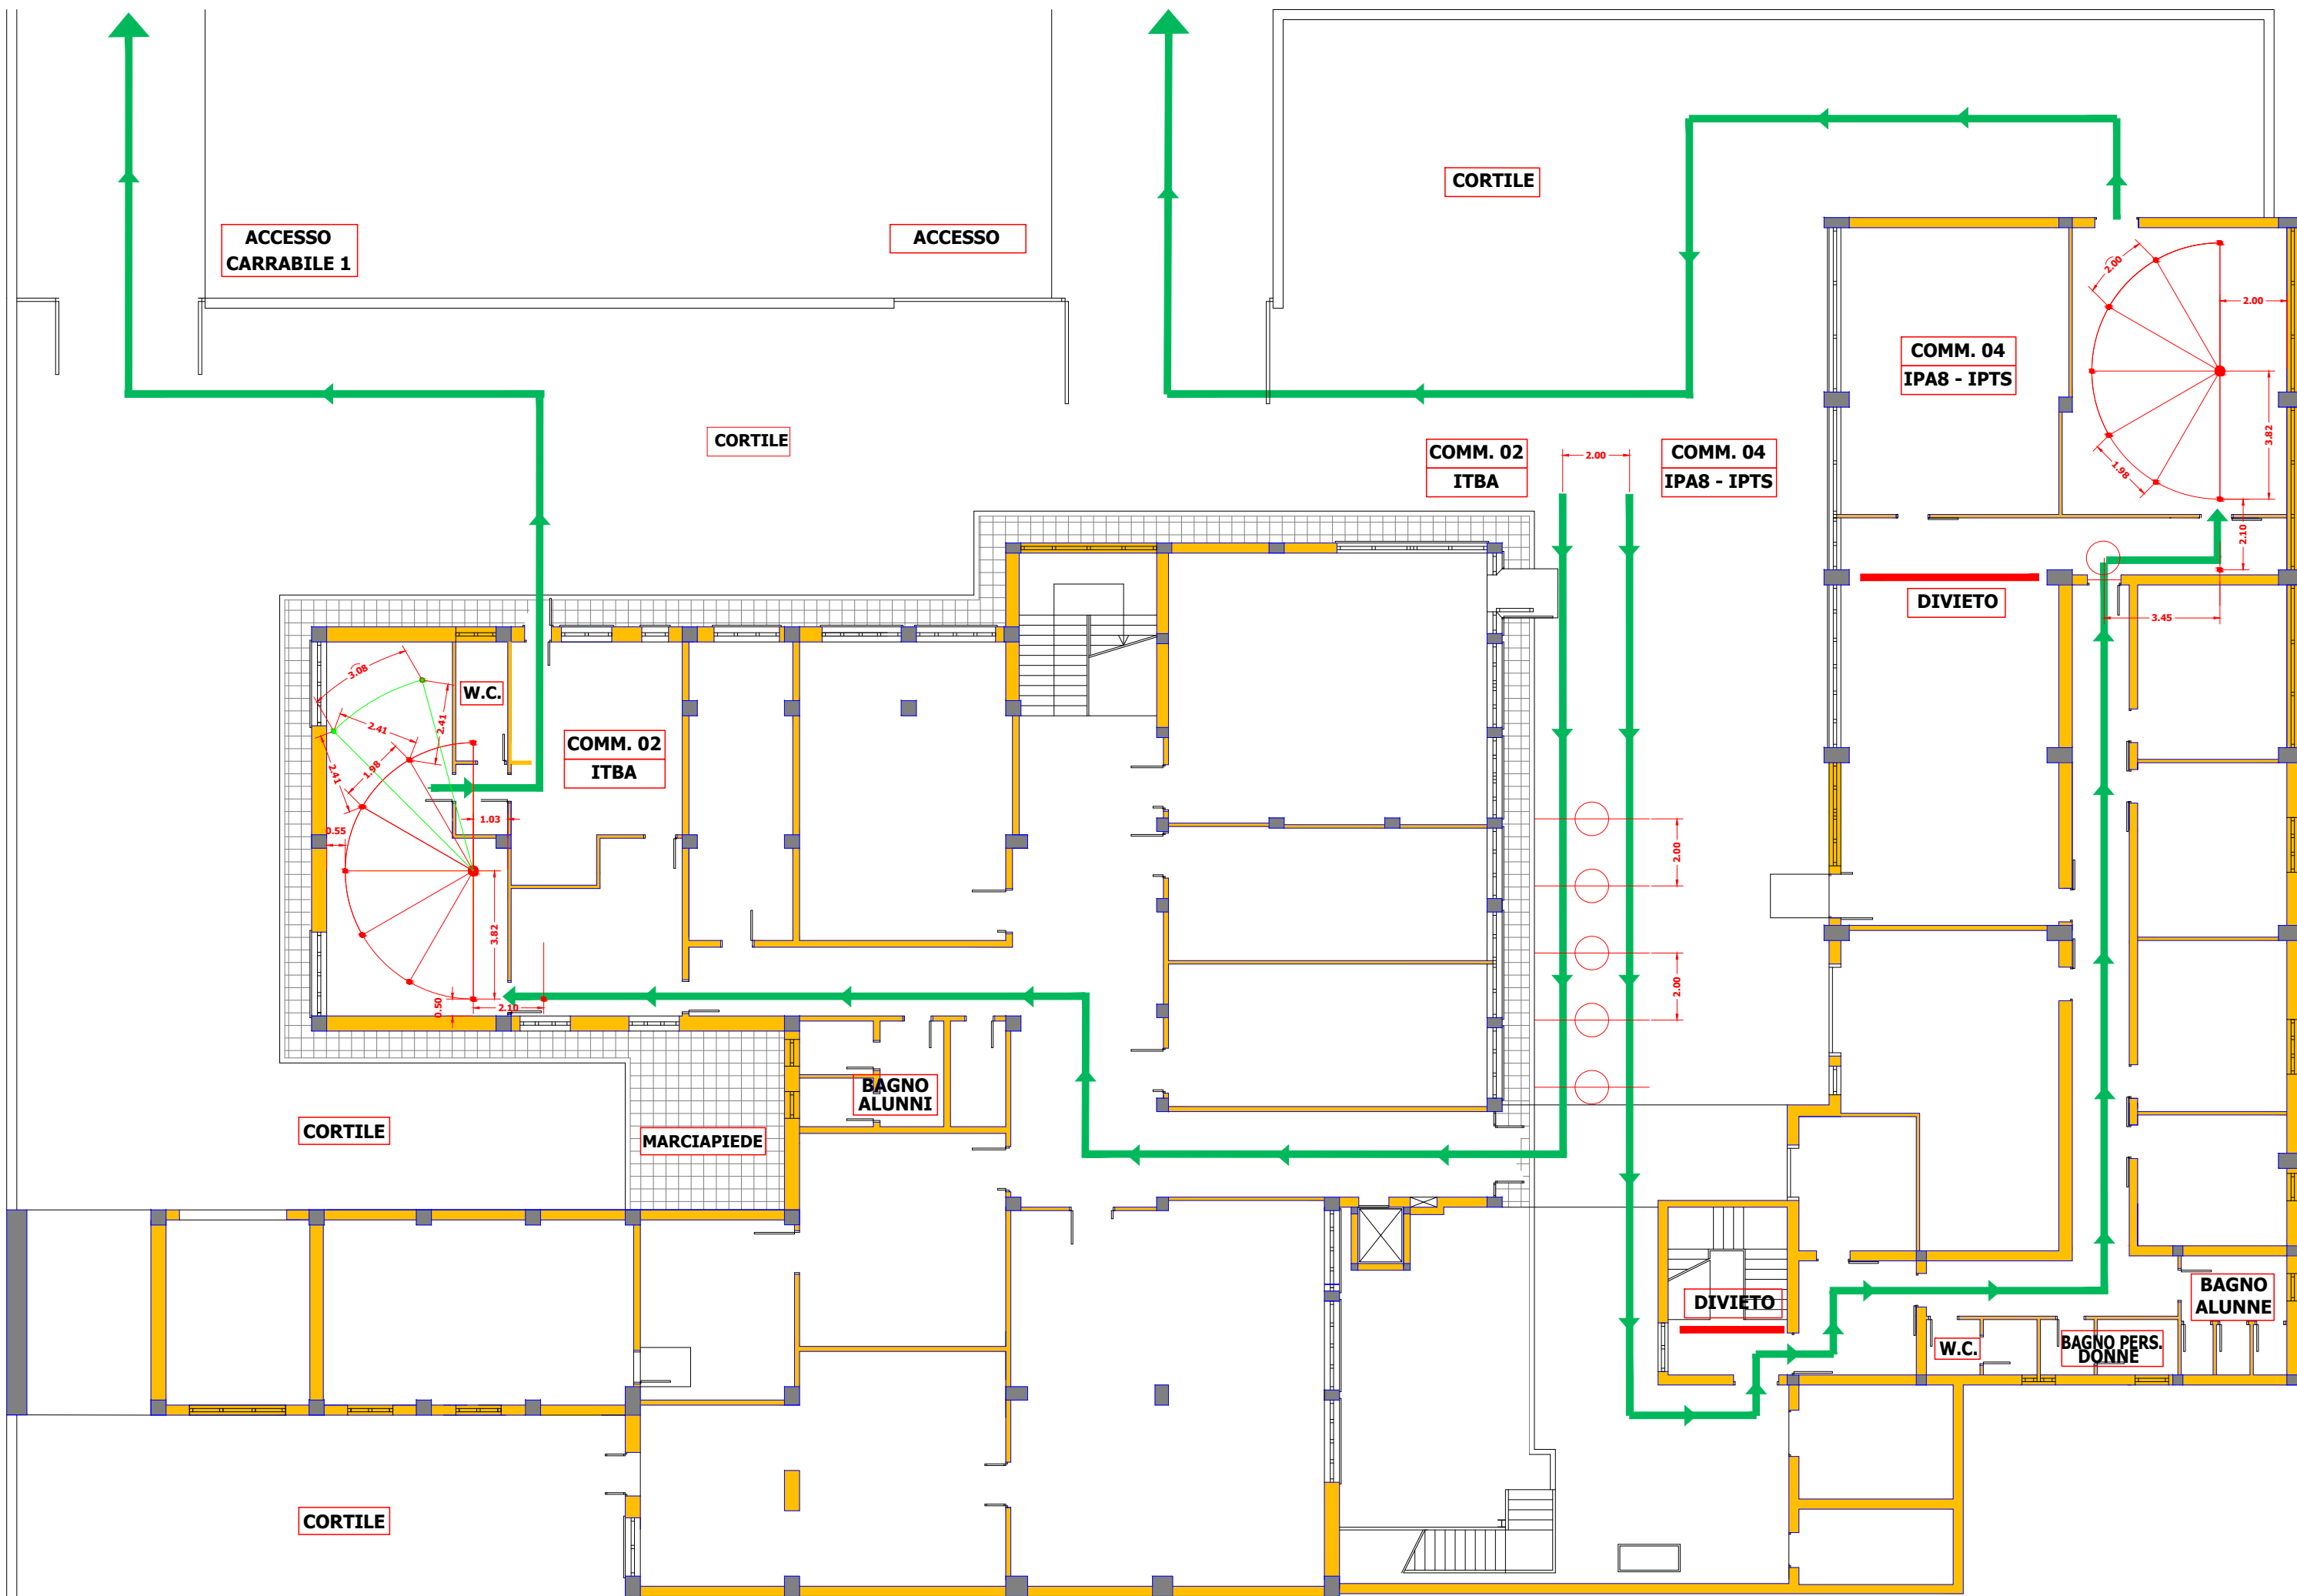 CORTILE
ACCESSO
CARRABILE 1
ACCESSO
2.00
2.00
COMM. 04
IPA8 - IPTS
3.82
1.98
CORTILE
COMM. 02
ITBA
2.00
COMM. 04
IPA8 - IPTS
2.10
DIVIETO
3.45
3.08
W.C.
2.41
2.41
1.98
2.41
COMM. 02
ITBA
1.03
0.55
2.00
3.82
2.00
0.50
2.10
BAGNO
ALUNNI
CORTILE
MARCIAPIEDE
DIVIETO
BAGNO
ALUNNE
W.C.
BAGNO PERS.
DONNE
CORTILE